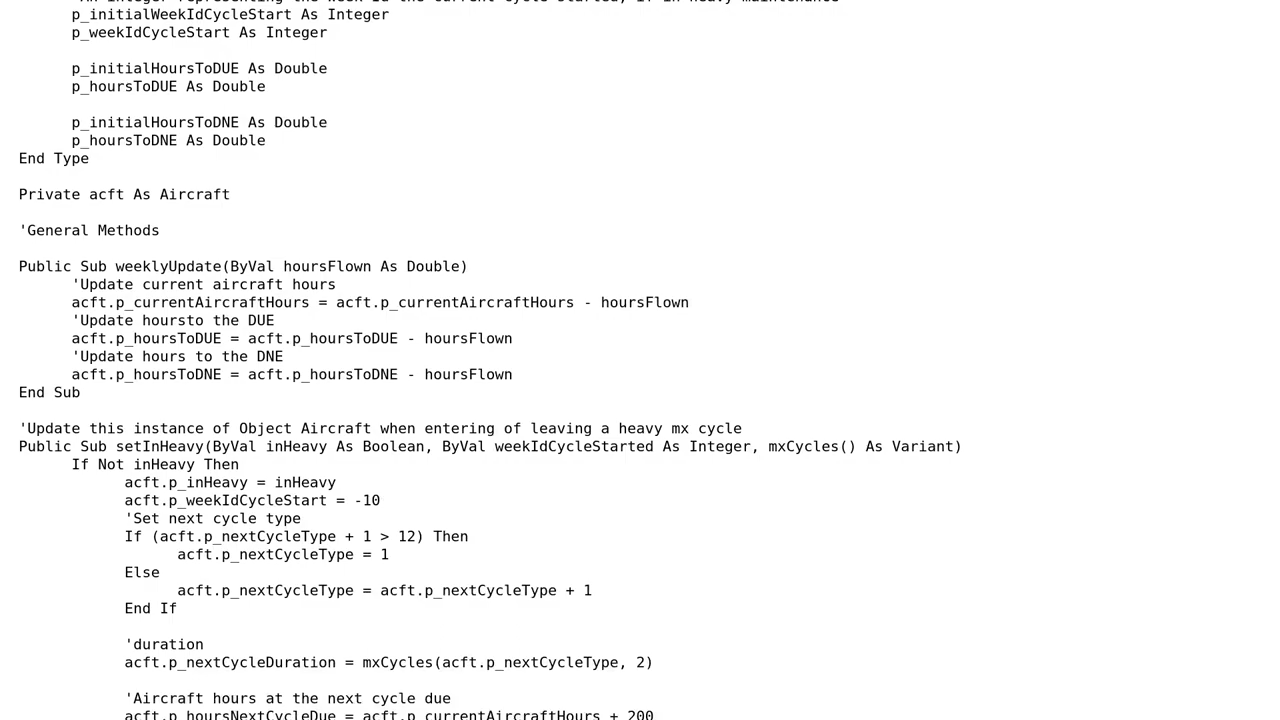 p_initialWeekIdCycleStart As Integer
p_weekIdCycleStart As Integer
p_initialHoursToDUE As Double
p_hoursToDUE As Double
p_initialHoursToDNE As Double
p_hoursToDNE As Double
End Type
Private acft As Aircraft
'General Methods
Public Sub weeklyUpdate(ByVal hoursFlown As Double)
'Update current aircraft hours
acft.p_currentAircraftHours = acft.p_currentAircraftHours - hoursFlown
'Update hoursto the DUE
acft.p_hoursToDUE = acft.p_hoursToDUE - hoursFlown
'Update hours to the DNE
acft.p_hoursToDNE = acft.p_hoursToDNE - hoursFlown
End Sub
'Update this instance of Object Aircraft when entering of leaving a heavy mx cycle
Public Sub setInHeavy(ByVal inHeavy As Boolean, ByVal weekIdCycleStarted As Integer, mxCycles() As Variant)
If Not inHeavy Then
acft.p_inHeavy = inHeavy
acft.p_weekIdCycleStart = -10
'Set next cycle type
If (acft.p_nextCycleType + 1 > 12) Then
acft.p_nextCycleType = 1
Else
acft.p_nextCycleType = acft.p_nextCycleType + 1
End If
'duration
acft.p_nextCycleDuration = mxCycles(acft.p_nextCycleType, 2)
'Aircraft hours at the next cycle due
acft.p_hoursNextCycleDue = acft.p_currentAircraftHours + 200